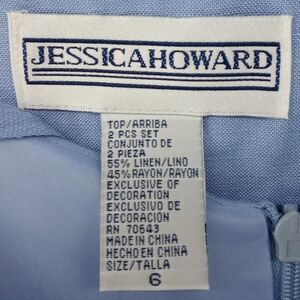 JESSICAHOWARD
TOP/ARRIBA
2 PCS SET
CONJUNTO DE
2 PIEZA
55% LINEN/LINO
45% RAYON/RAYON
EXCLUSIVE OF
DECORATION
EXCLUSIVO DE
DECORACION
RN 70643
MADE IN CHINA
HECHO EN CHINA
SIZE/TALLA
6